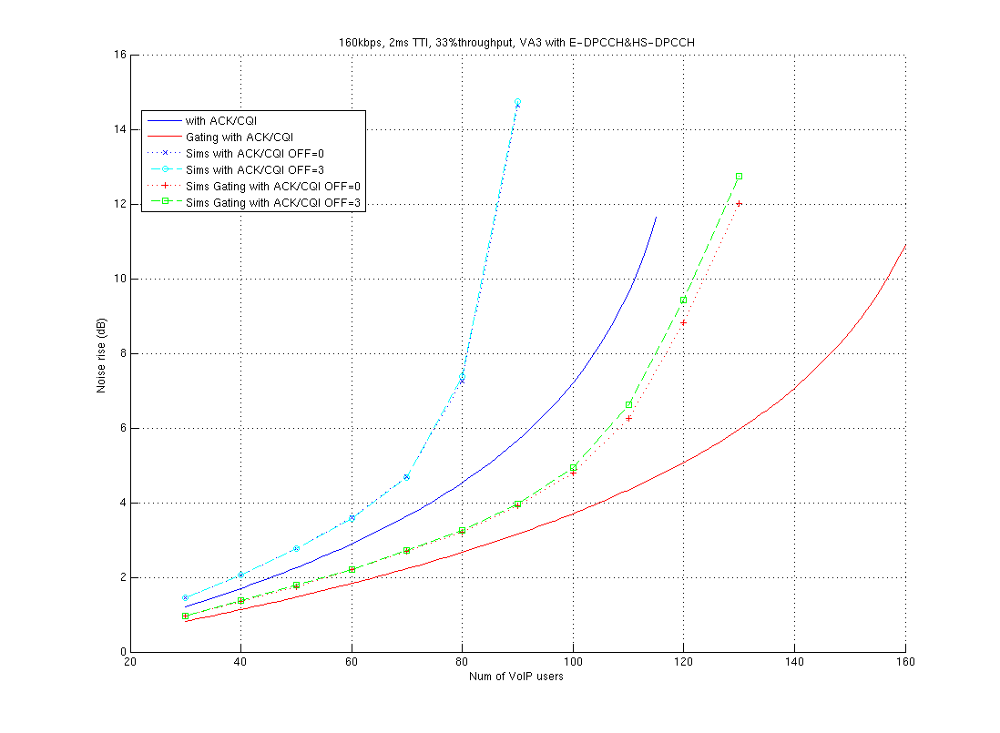 160kbps, 2ms TTI, 33%throughput, VA3 with E-DPCCH&HS-DPCCH
16
14
12
10
8
6
4
2
0
Noise rise (dB)
with ACK/CQI
Gating with ACK/CQI
Sims with ACK/CQI OFF=0
Sims with ACK/CQI OFF=3
Sims Gating with ACK/CQI OFF=0
Sims Gating with ACK/CQI OFF=3
20 40 60 80 100 120 140 160
Num of VoIP users